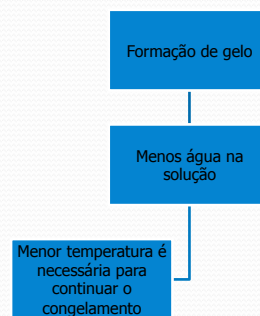 Formação de gelo
Menos água na
solução
Menor temperatura é
necessária para
continuar o
congelamento